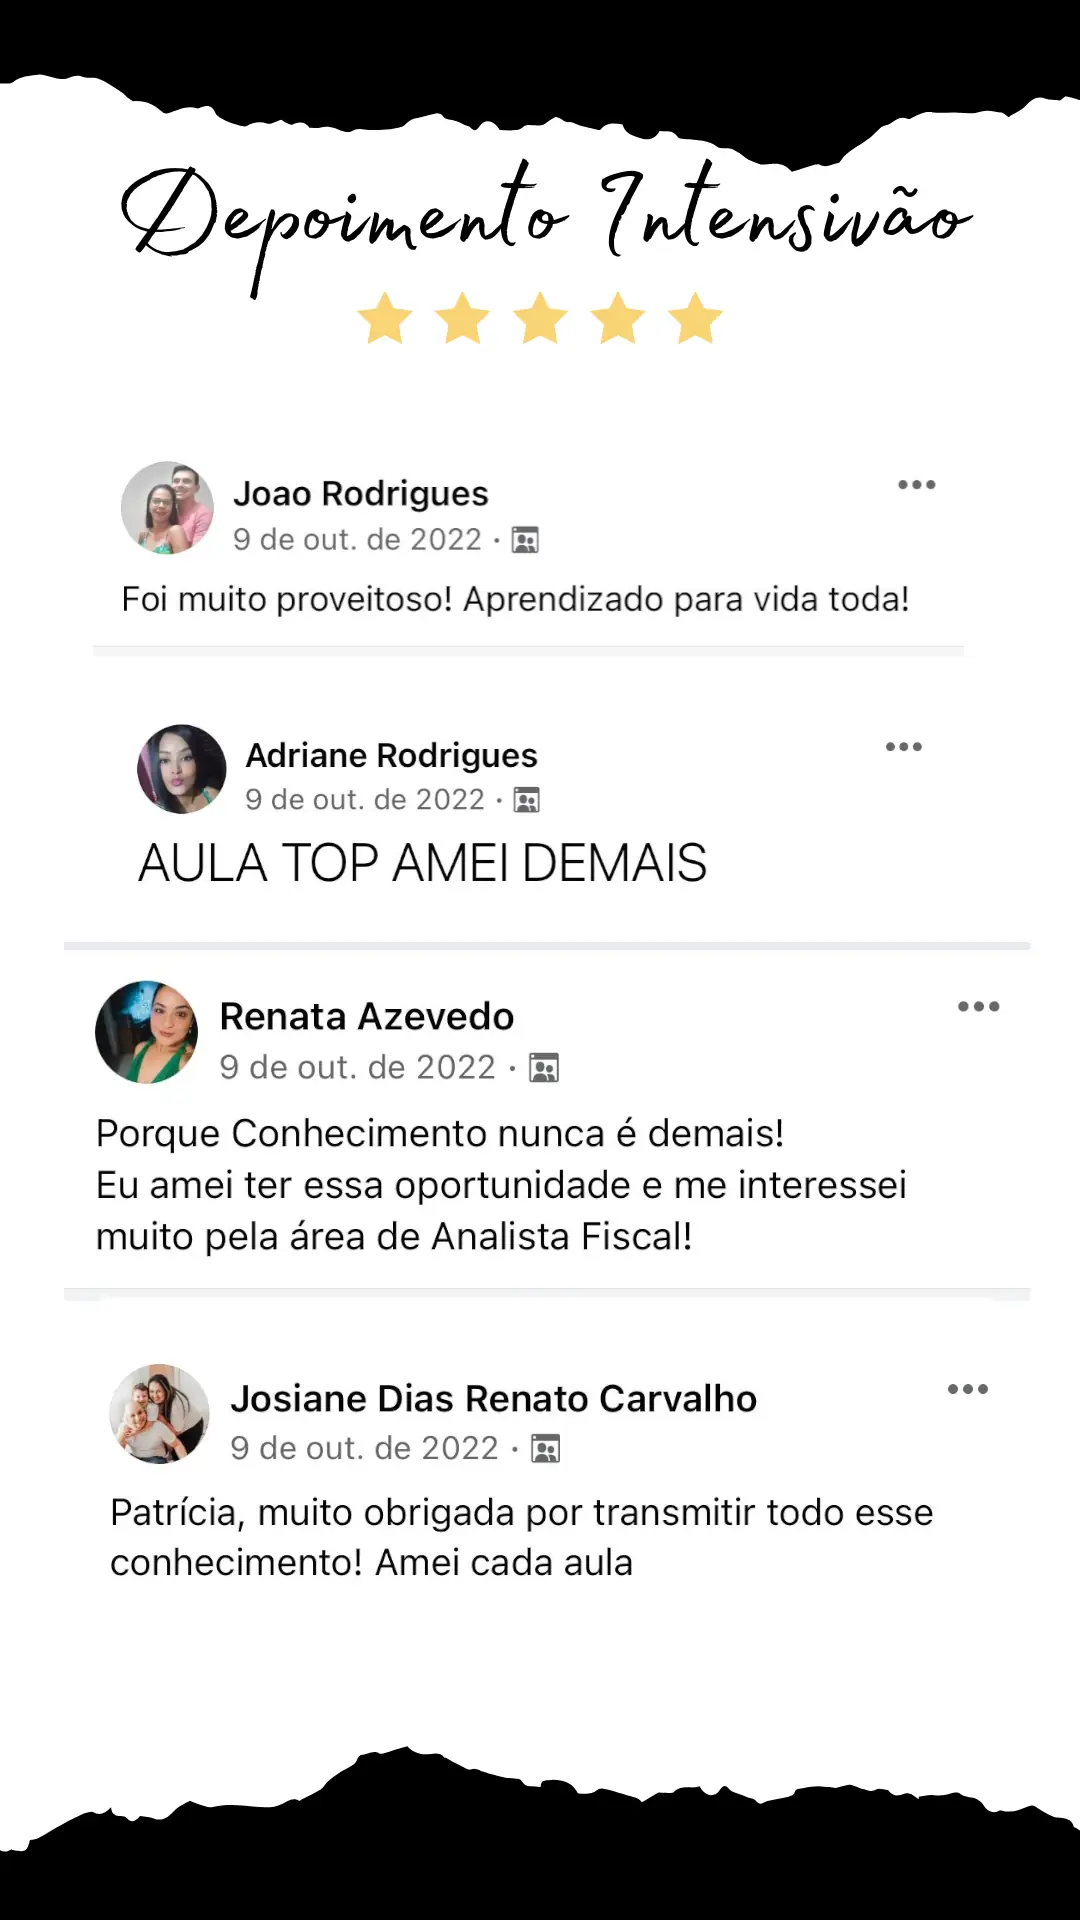 Depoimento Intensivão
Joao Rodrigues
9 de out. de 2022 ·
Foi muito proveitoso! Aprendizado para vida toda!
Adriane Rodrigues
9 de out. de 2022 ·
AULA TOP AMEI DEMAIS
Renata Azevedo
9 de out. de 2022 ·
Porque Conhecimento nunca é demais!
Eu amei ter essa oportunidade e me interessei
muito pela área de Analista Fiscal!
Josiane Dias Renato Carvalho
9 de out. de 2022 ·
Patrícia, muito obrigada por transmitir todo esse
conhecimento! Amei cada aula